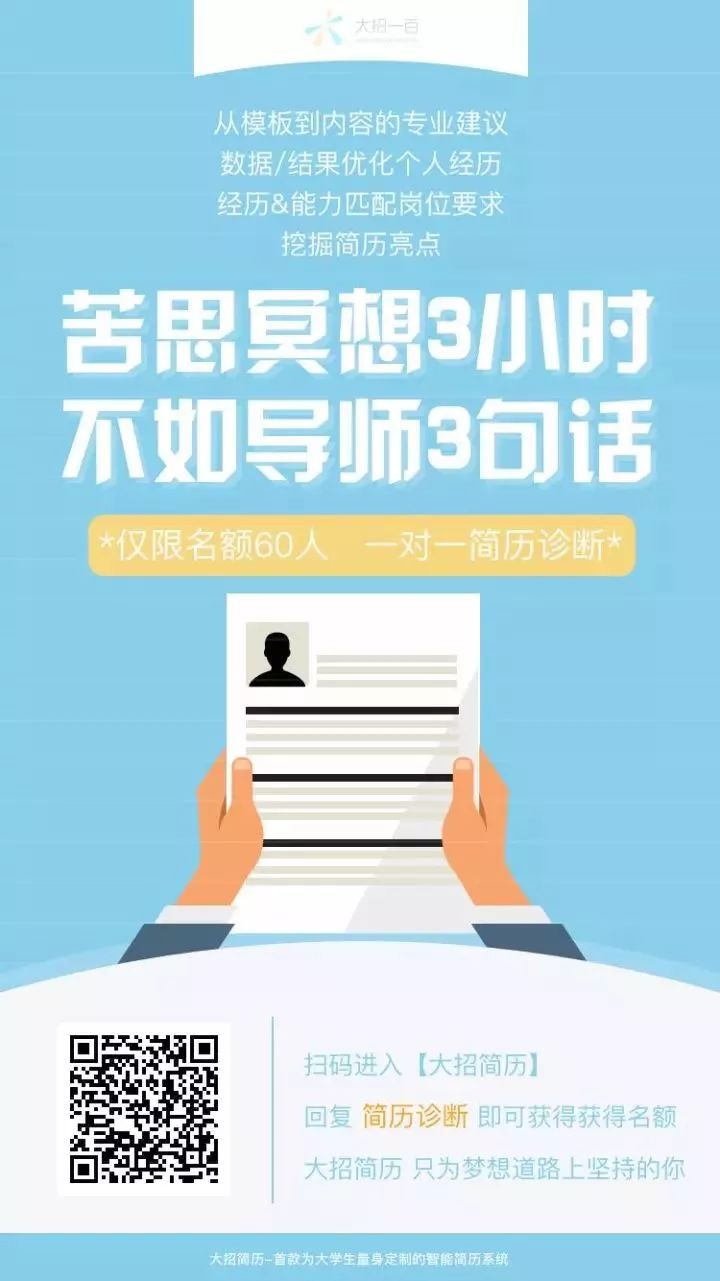 大招一百
从模板到内容的专业建议
数据/结果优化个人经历
经历&能力匹配岗位要求
挖掘简历亮点
苦思冥想3小时
不如导师3句话
*仅限名额60人 一对一简历诊断*
扫码进入【大招简历】
回复 简历诊断 即可获得获得名额
大招简历 只为梦想道路上坚持的你
大招简历-首款为大学生量身定制的智能简历系统